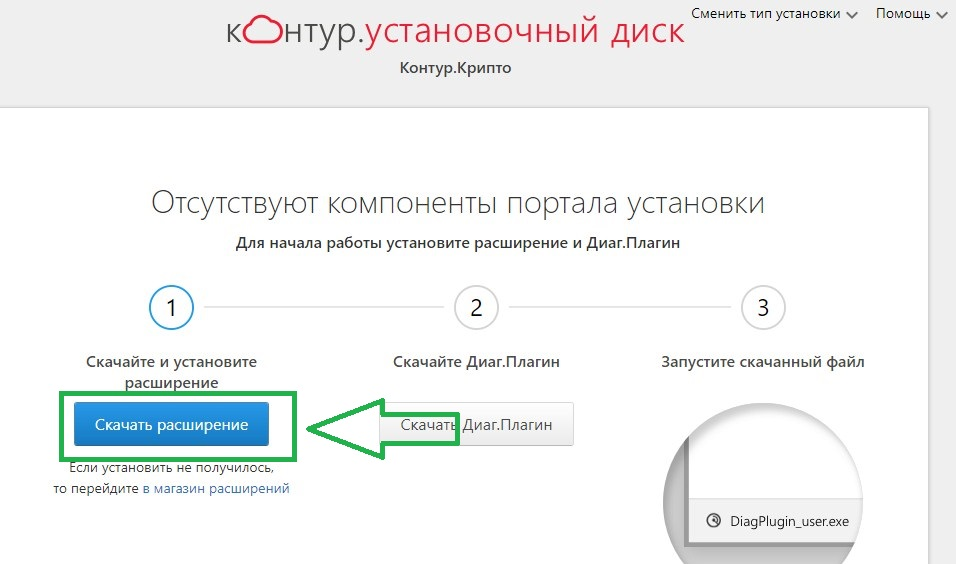 Сменить тип установки Помощь
контур.установочный диск
Контур.Крипто
Отсутствуют компоненты портала установки
Для начала работы установите расширение и Диаг.Плагин
1 2 3
Скачайте и установите
расширение
Скачайте Диаг.Плагин
Запустите скачанный файл
Скачать расширение
Скачать Диаг.Плагин
Если установить не получилось,
то перейдите в магазин расширений
DiagPlugin_user.exe